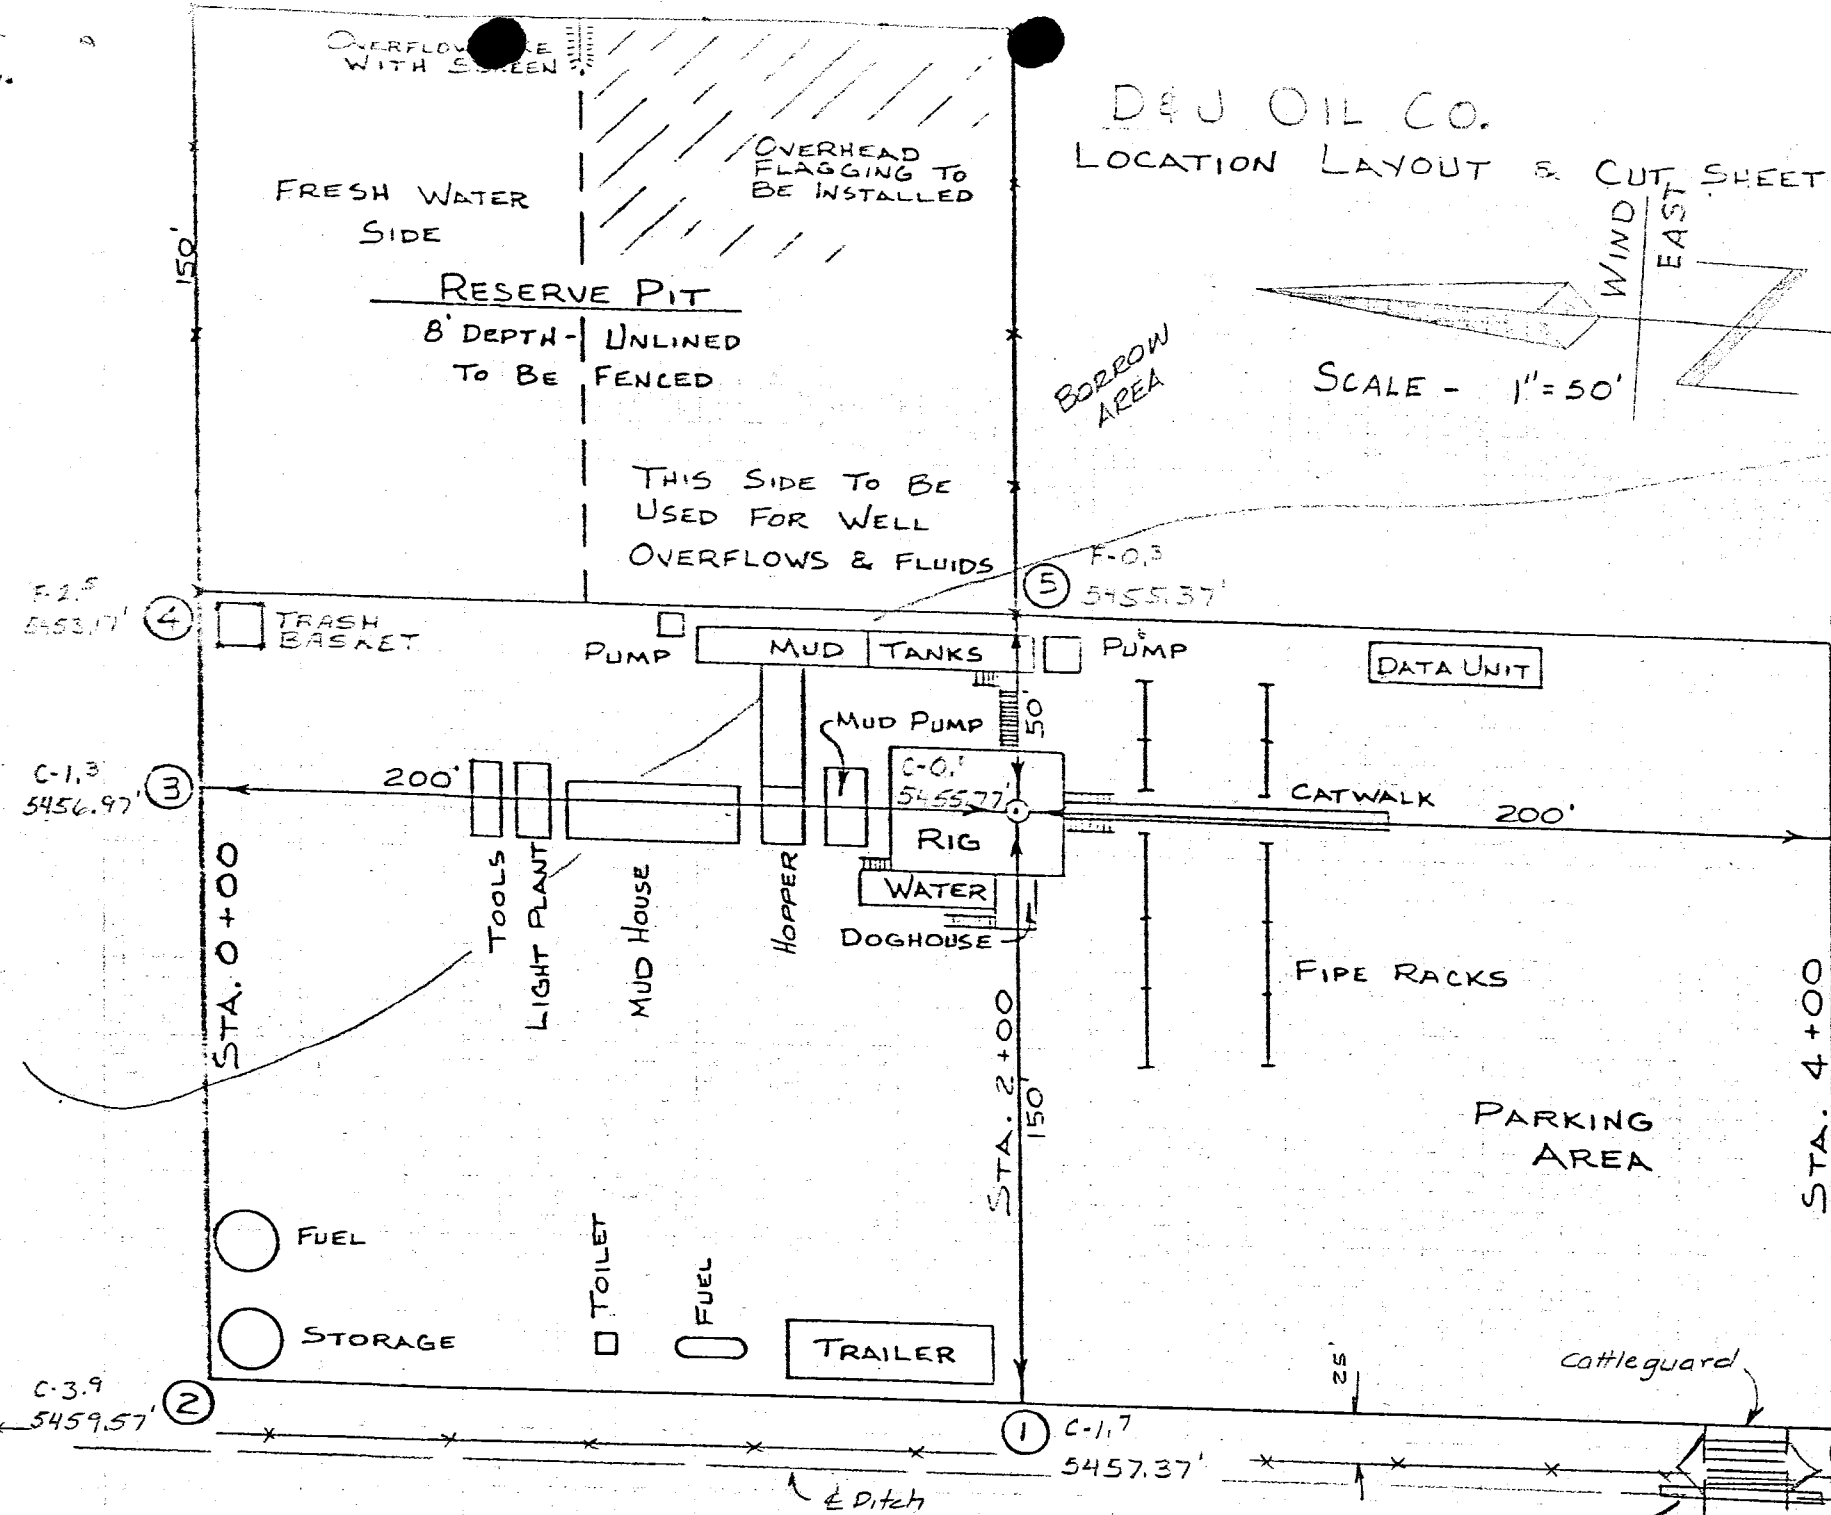 WITH SCREEN
D & J OIL CO.
LOCATION LAYOUT & CUT SHEET
OVERHEAD
FLAGGING TO
BE INSTALLED
FRESH WATER
SIDE
150'
WIND
EAST
RESERVE PIT
8' DEPTH - UNLINED
TO BE FENCED
BORROW
AREA
SCALE - 1" = 50'
THIS SIDE TO BE
USED FOR WELL
OVERFLOWS & FLUIDS
F-0.3
5455.37'
5
F-2.5
5453.17'
4
TRASH
BASKET
PUMP
MUD TANKS
PUMP
DATA UNIT
50'
MUD PUMP
C-1.3
5456.97'
3
200'
C-0.1
5455.77'
RIG
CATWALK
200'
TOOLS
LIGHT PLANT
MUD HOUSE
HOPPER
WATER
DOGHOUSE
FIPE RACKS
STA. 0+00
STA. 2+00
150'
STA. 4+00
PARKING
AREA
FUEL
STORAGE
TOILET
FUEL
TRAILER
25'
Cattleguard
C-3.9
5459.57'
2
1
C-1.7
5457.37'
℄ Ditch